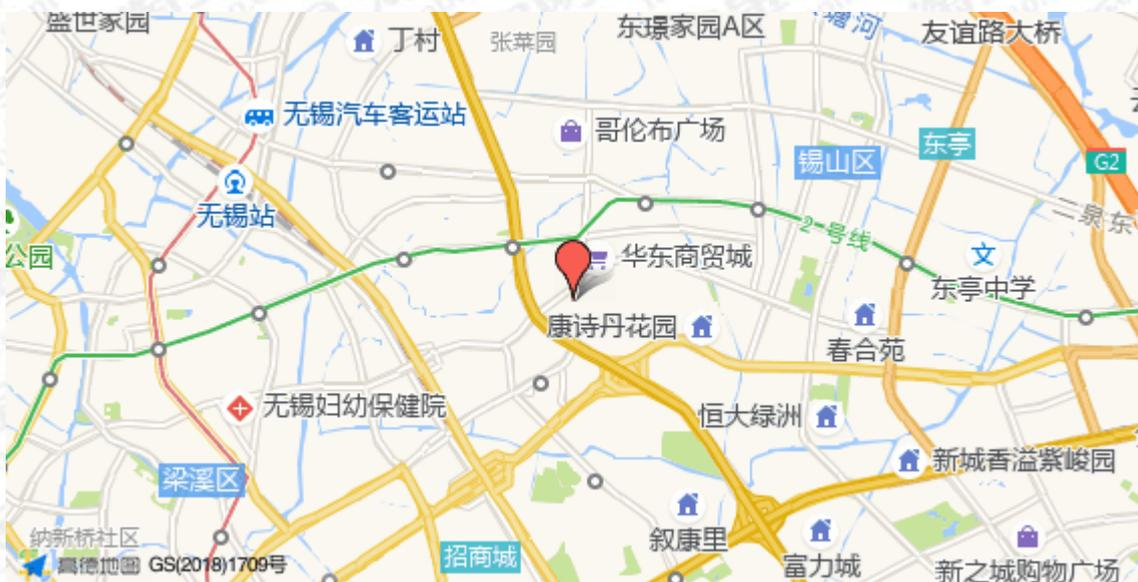 盛世家园
丁村
张菜园
东璟家园A区
塘河
友谊路大桥
无锡汽车客运站
哥伦布广场
锡山区
东亭
G2
无锡站
二泉东
公园
2号线
华东商贸城
东亭中学
康诗丹花园
春合苑
无锡妇幼保健院
恒大绿洲
新城香溢紫峻园
梁溪区
叙康里
纳新桥社区
招商城
富力城
新之城购物广场
高德地图 GS(2018)1709号